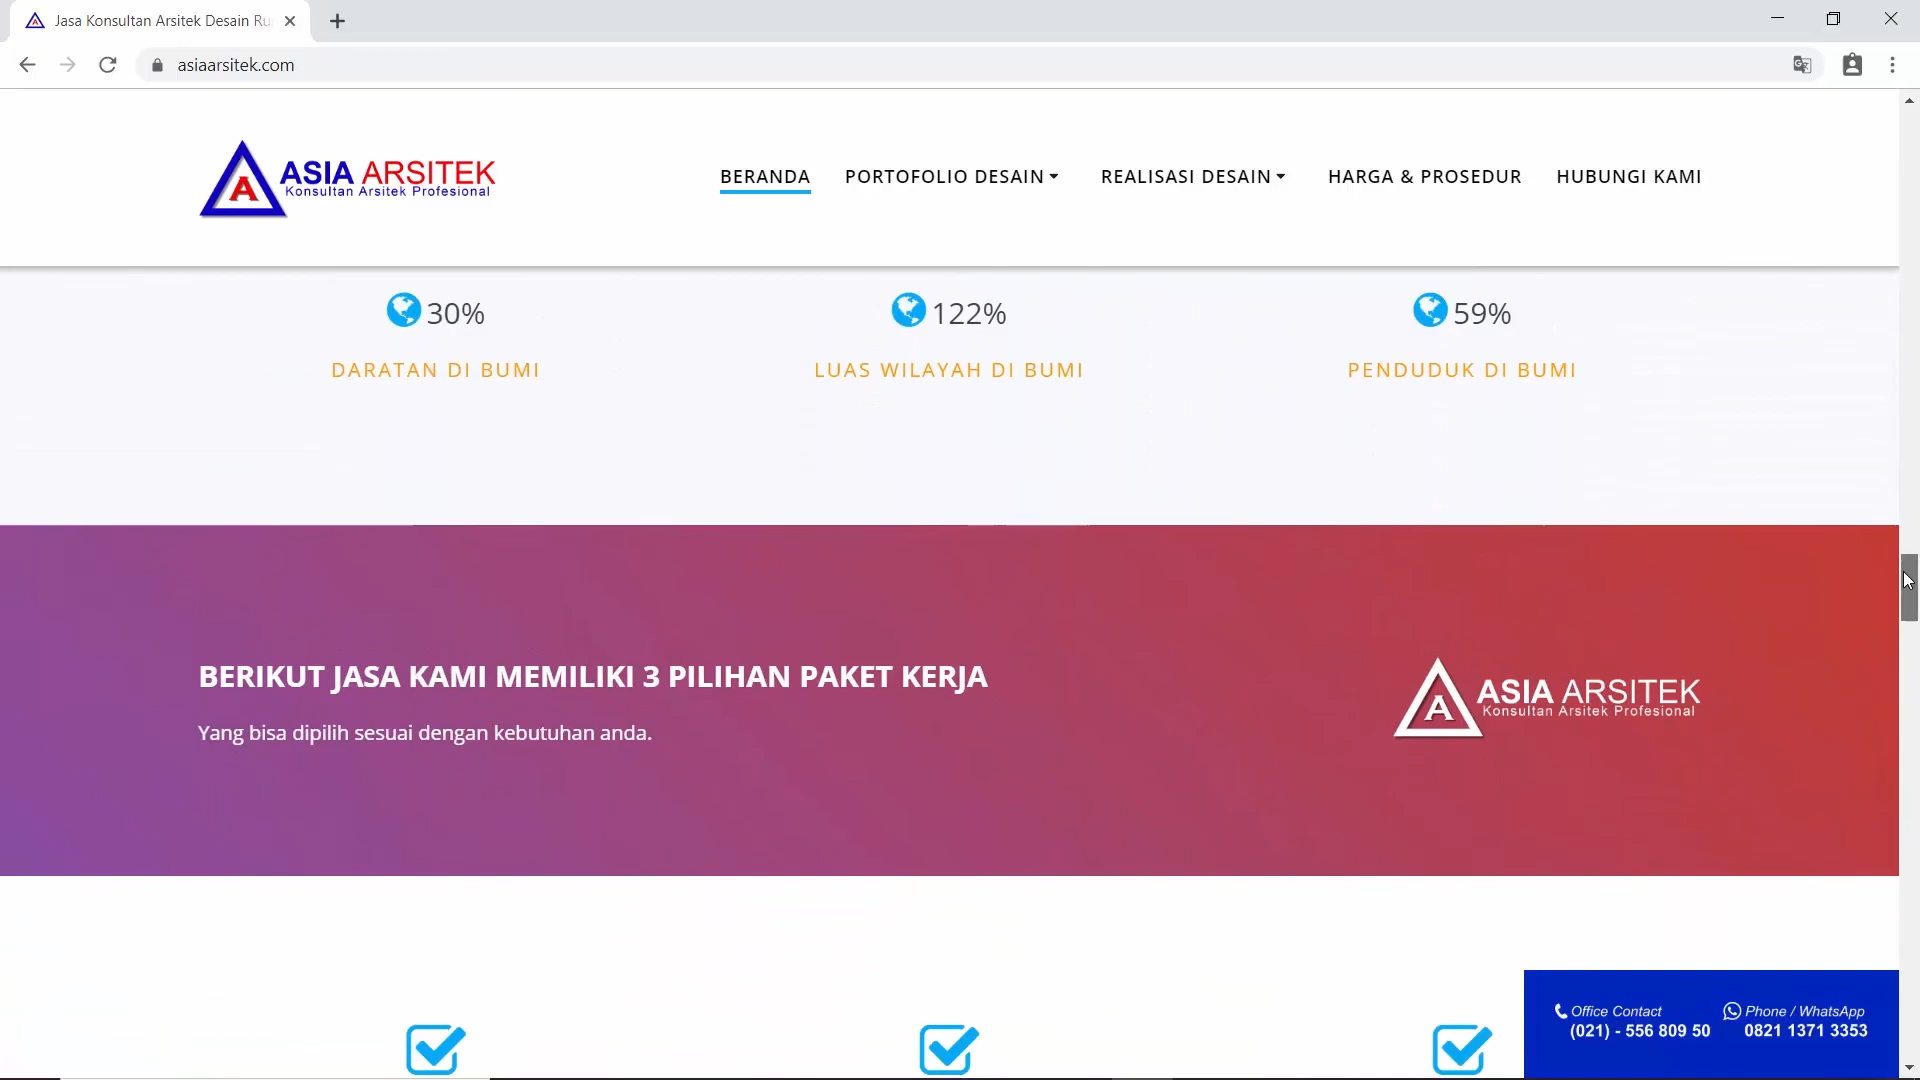 Jasa Konsultan Arsitek Desain Ru
asiaarsitek.com
A ASIA ARSITEK
Konsultan Arsitek Profesional
BERANDA PORTOFOLIO DESAIN REALISASI DESAIN HARGA & PROSEDUR HUBUNGI KAMI
30% 122% 59%
DARATAN DI BUMI LUAS WILAYAH DI BUMI PENDUDUK DI BUMI
BERIKUT JASA KAMI MEMILIKI 3 PILIHAN PAKET KERJA
Yang bisa dipilih sesuai dengan kebutuhan anda.
A ASIA ARSITEK
Konsultan Arsitek Profesional
Office Contact Phone / WhatsApp
(021) - 556 809 50 0821 1371 3353